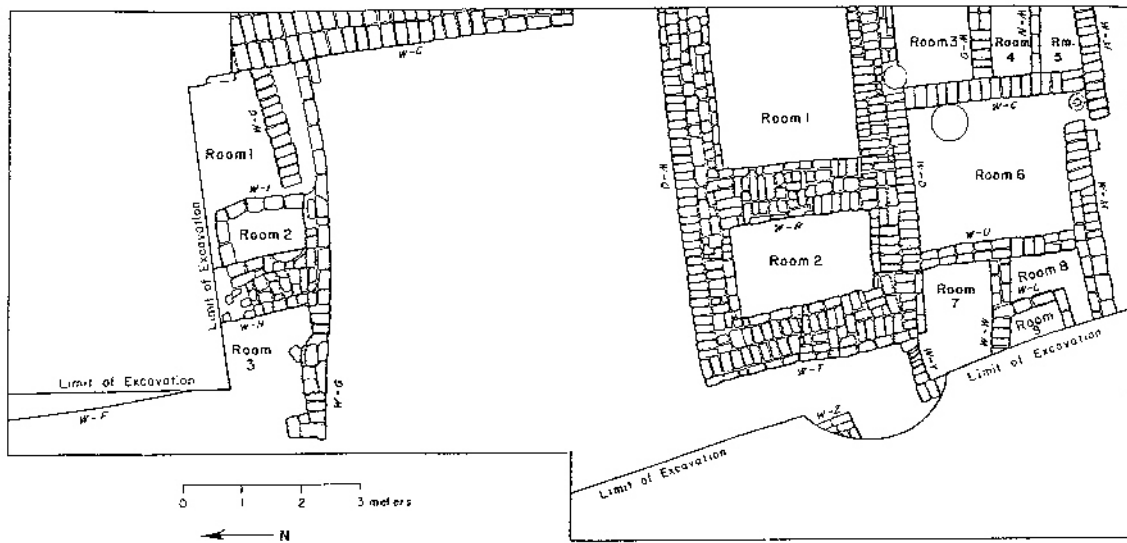 W-C
Room 1
Room 2
W-H
Room
3
W-B
Limit of Excavation
Limit of Excavation
W-F
0 1 2 3 meters
N
Room 1
W-R
Room 2
W-T
W-Z
Limit of Excavation
Room 3
Room
4
Rm.
5
Room 6
W-U
Room
7
Room 8
W-L
Room
9
W-W
W-Y
Limit of Excavation